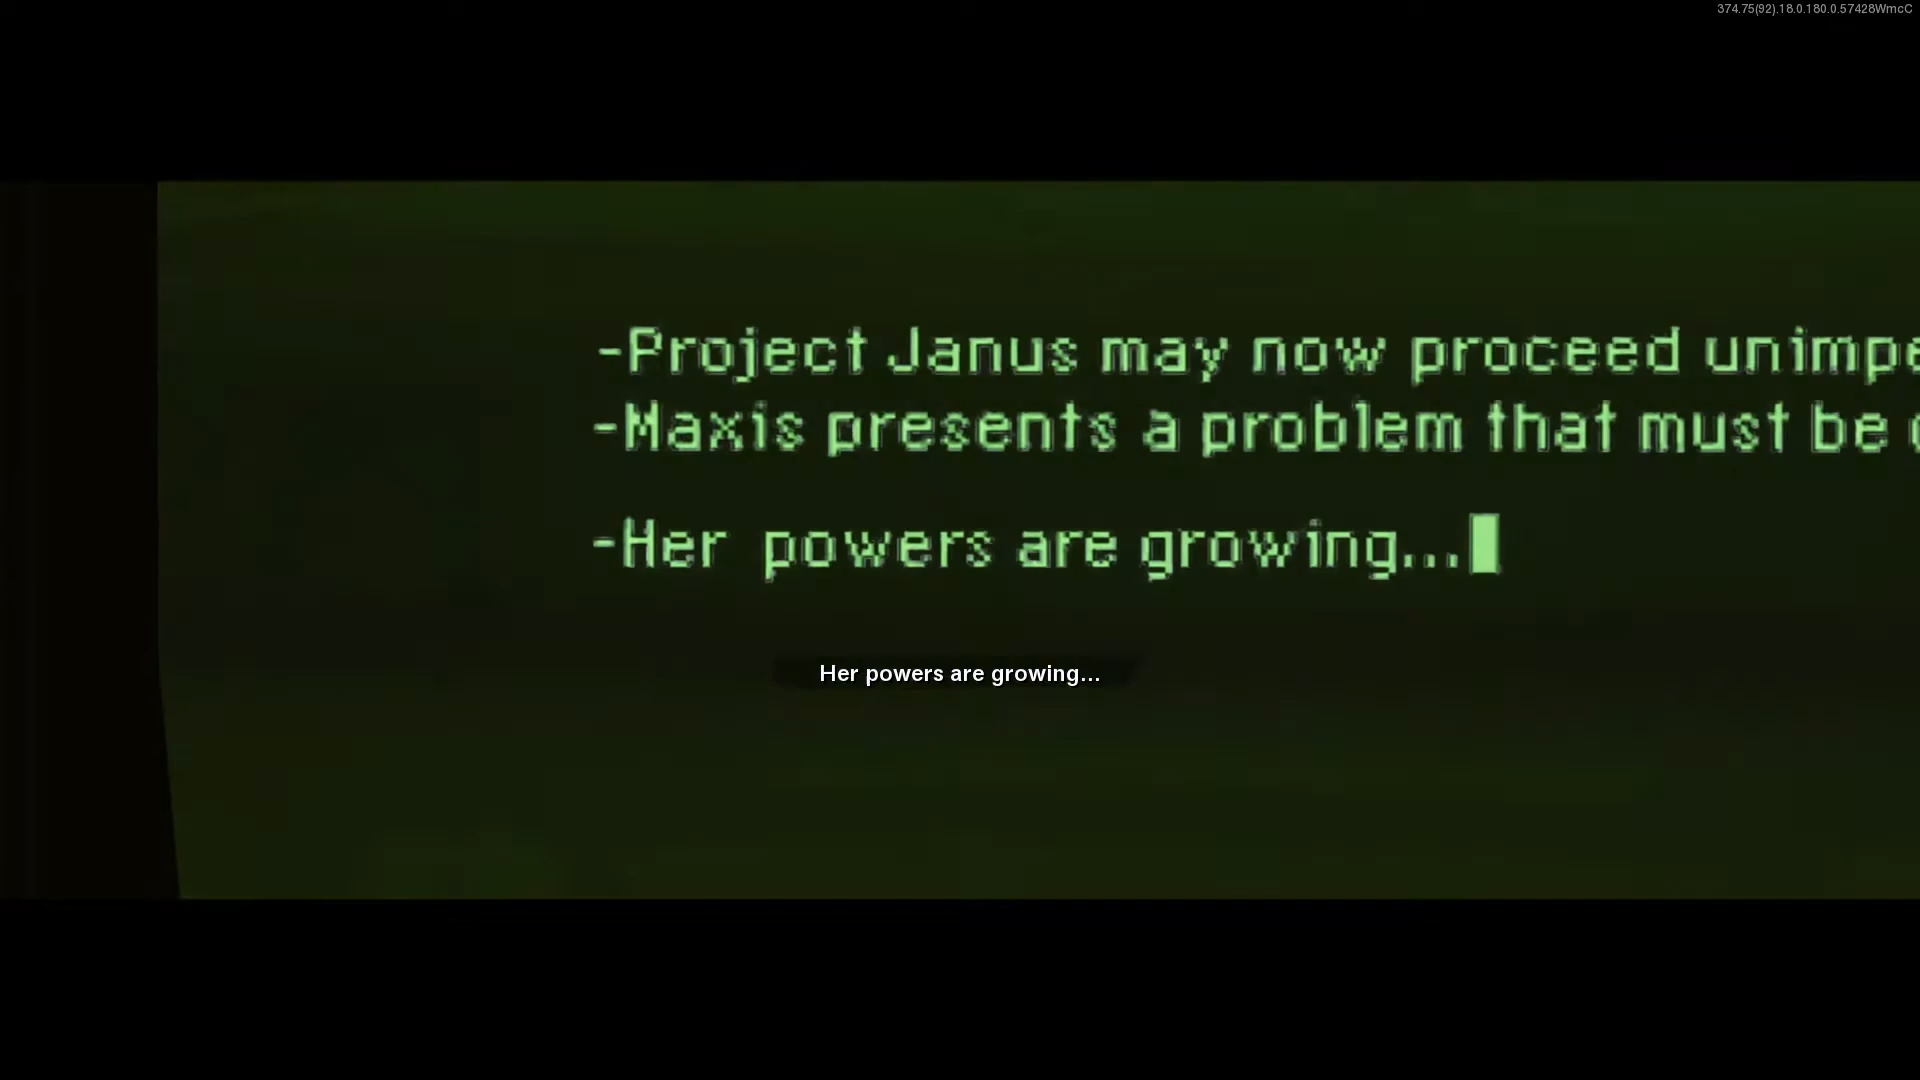 374.75(92).18.0.180.0.57428WmcC
-Project Janus may now proceed
-Maxis presents a problem that must be
-Her powers are growing...
Her powers are growing...